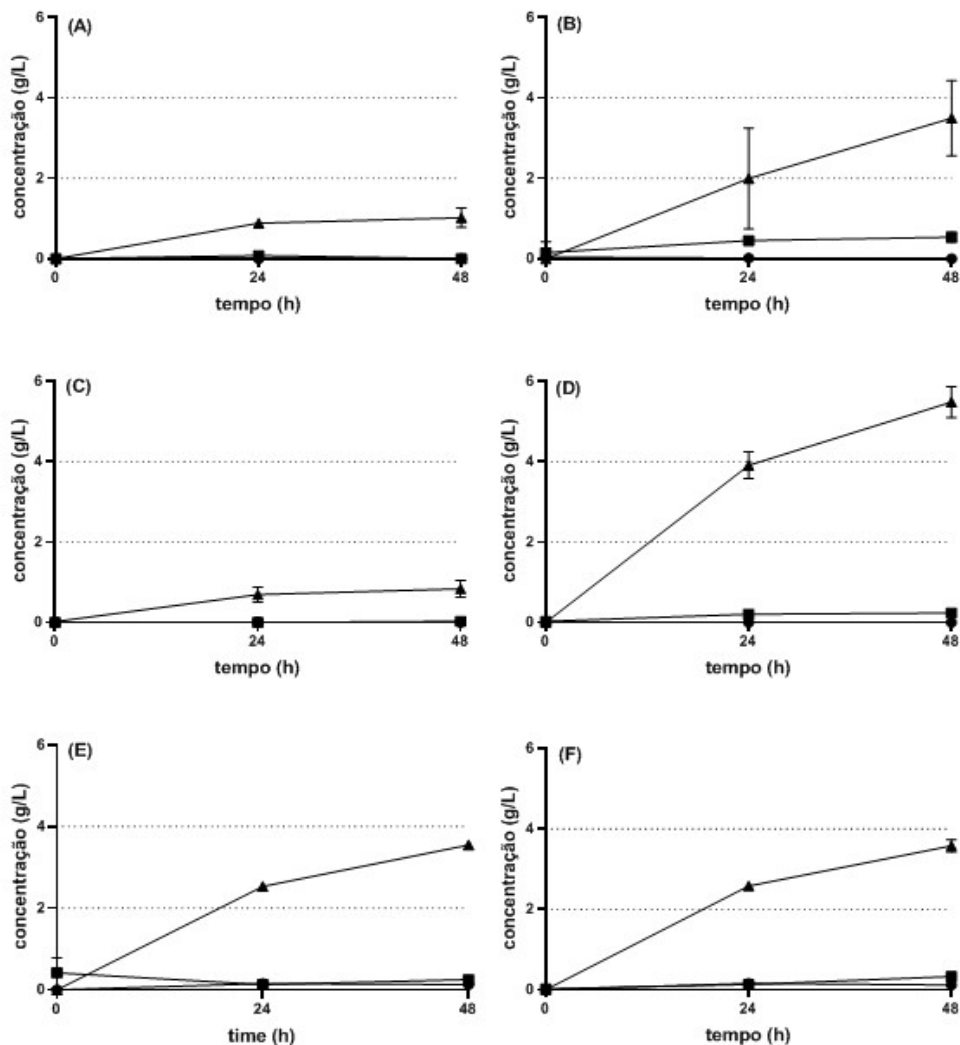 (A)
6
4
2
0
concentração (g/L)
0 24 48
tempo (h)
(B)
6
4
2
0
concentração (g/L)
0 24 48
tempo (h)
(C)
6
4
2
0
concentração (g/L)
0 24 48
tempo (h)
(D)
6
4
2
0
concentração (g/L)
0 24 48
tempo (h)
(E)
6
4
2
0
concentração (g/L)
0 24 48
time (h)
(F)
6
4
2
0
concentração (g/L)
0 24 48
tempo (h)